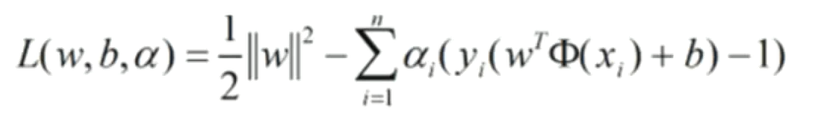 L(w,b,α) = 1/2 ||w||² − ∑ᵢ₌₁ⁿ αᵢ(yᵢ(wᵀΦ(xᵢ) + b) − 1)